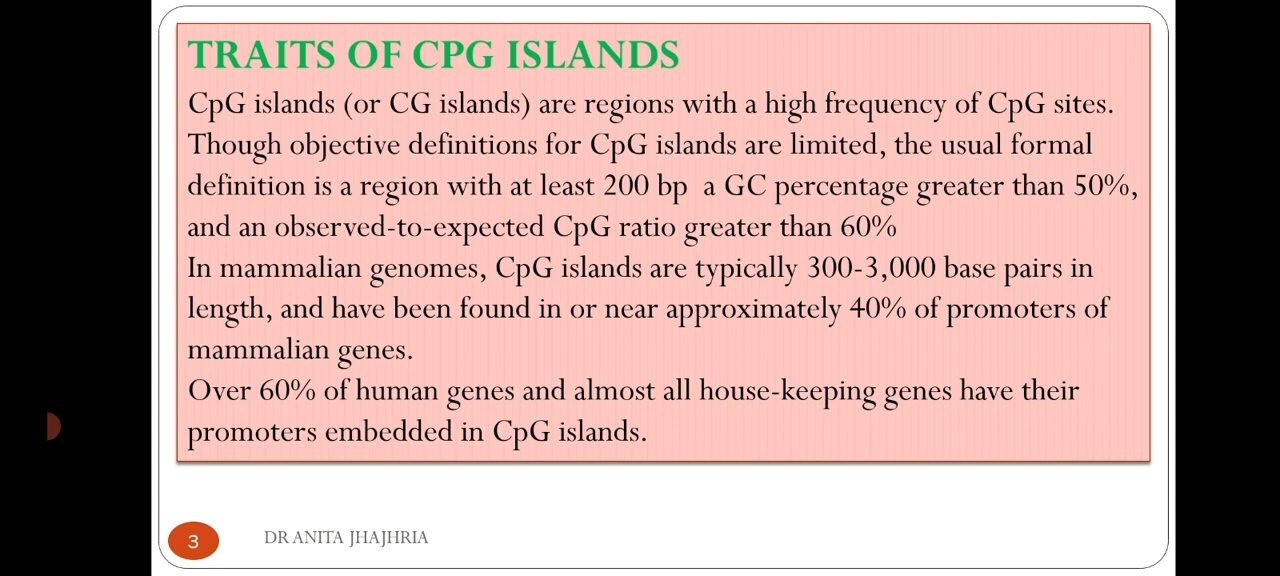 TRAITS OF CPG ISLANDS
CpG islands (or CG islands) are regions with a high frequency of CpG sites.
Though objective definitions for CpG islands are limited, the usual formal
definition is a region with at least 200 bp  a GC percentage greater than 50%,
and an observed-to-expected CpG ratio greater than 60%
In mammalian genomes, CpG islands are typically 300-3,000 base pairs in
length, and have been found in or near approximately 40% of promoters of
mammalian genes.
Over 60% of human genes and almost all house-keeping genes have their
promoters embedded in CpG islands.
3 DR ANITA JHAJHRIA